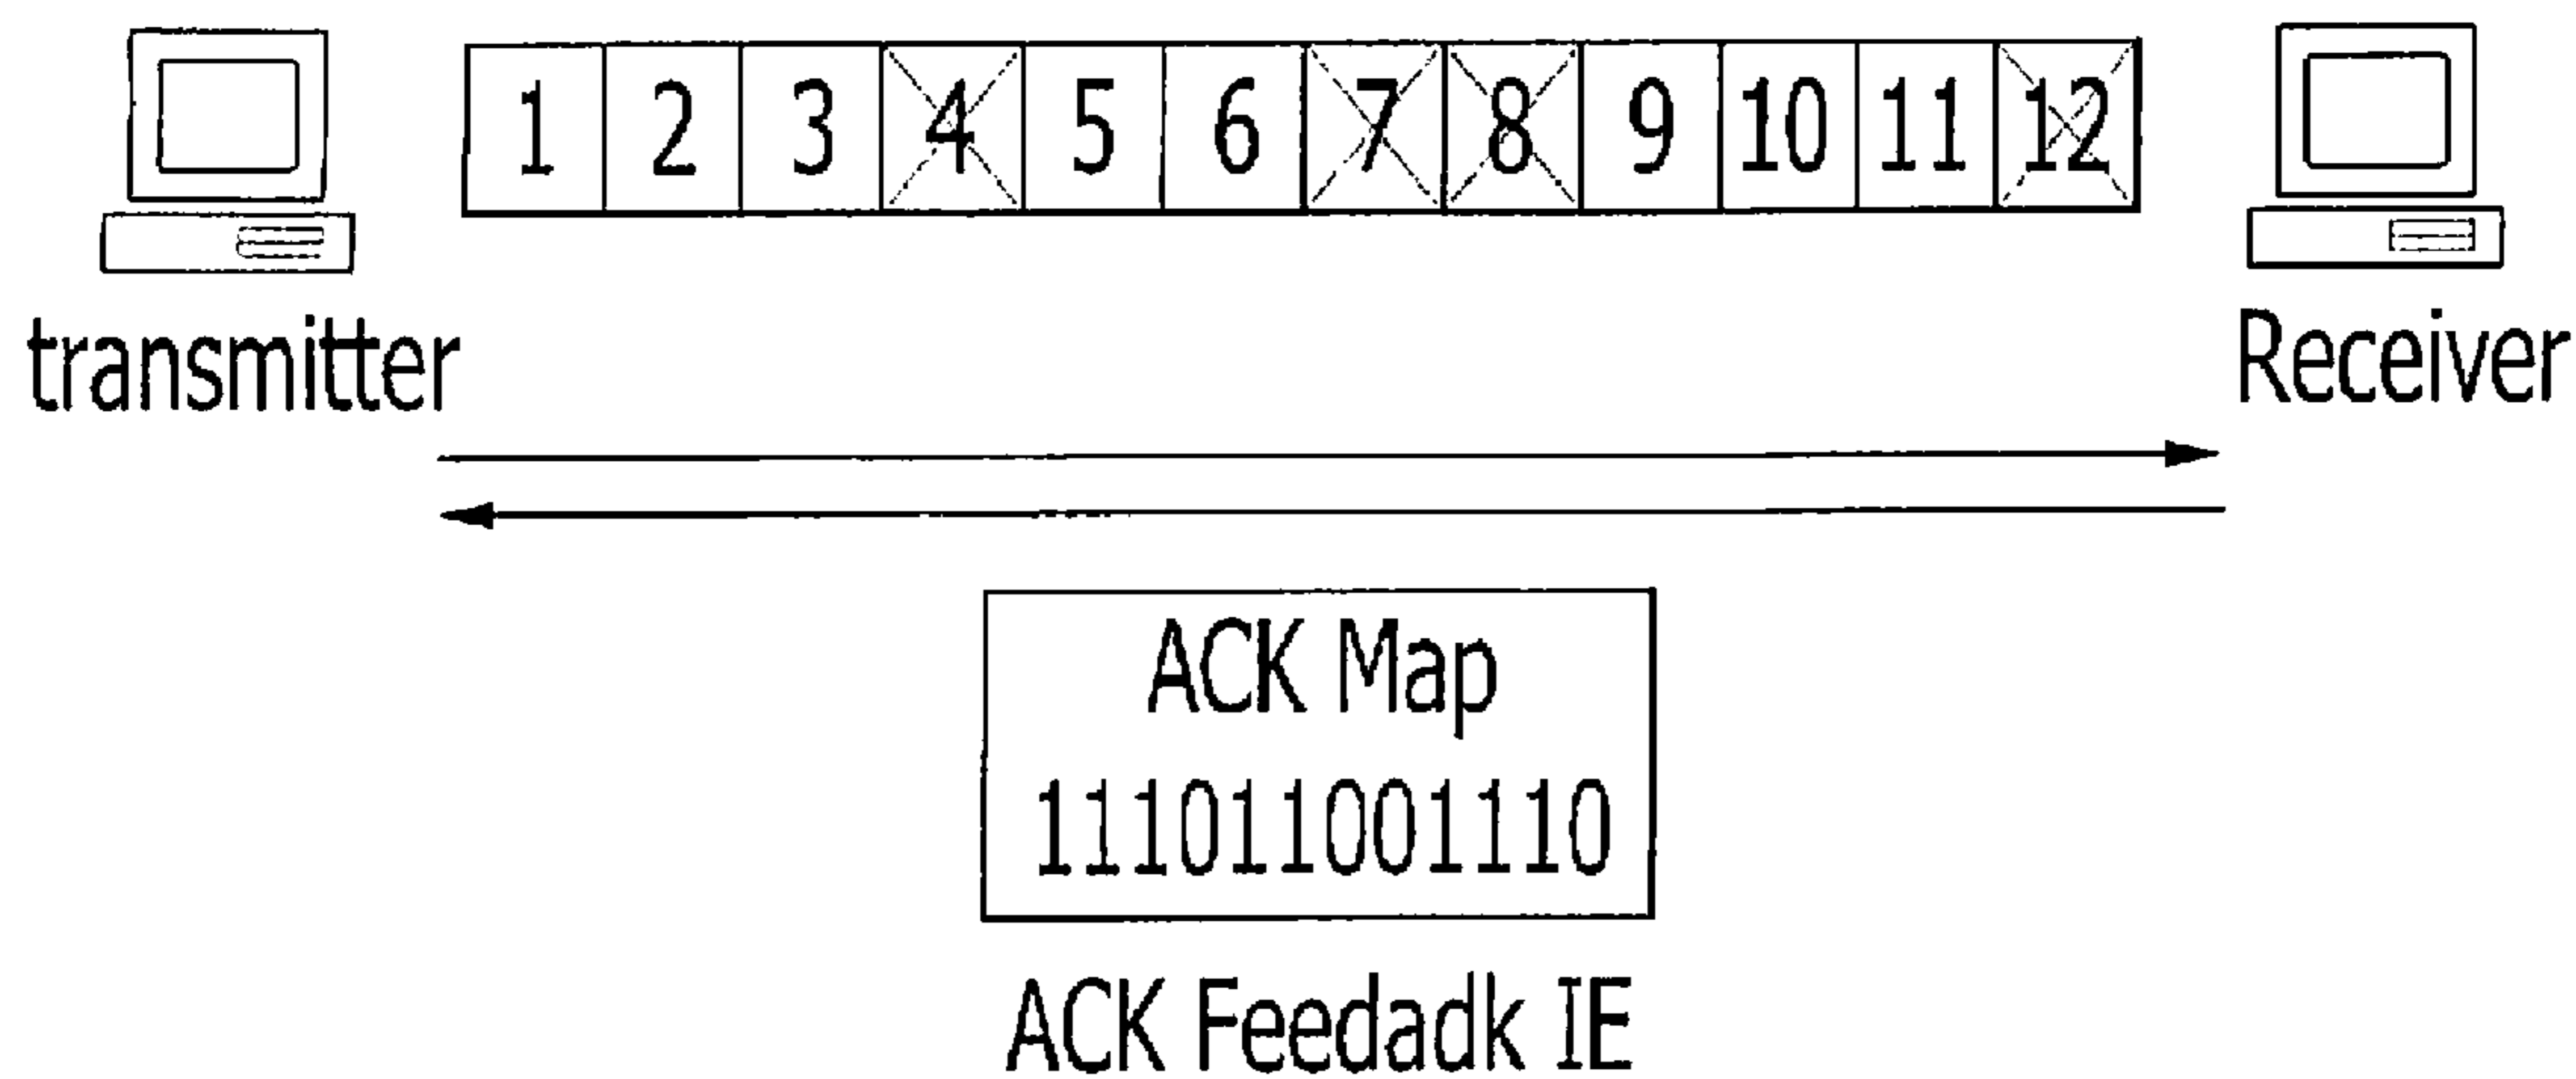 1 2 3 4 5 6 7 8 9 10 11 12
transmitter
Receiver
ACK Map
111011001110
ACK Feedadk IE